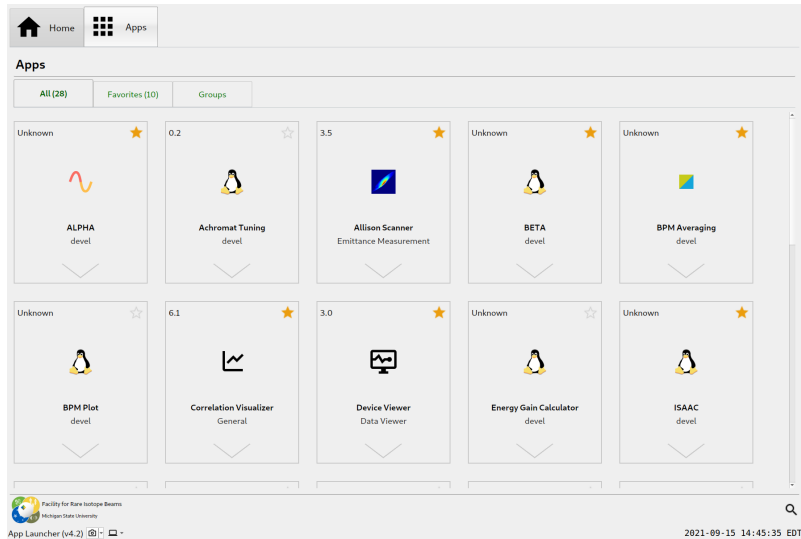 Home Apps
Apps
All (28) Favorites (10) Groups
Unknown 0.2 3.5 Unknown Unknown
ALPHA Achromat Tuning Allison Scanner BETA BPM Averaging
devel devel Emittance Measurement devel devel
Unknown 6.1 3.0 Unknown Unknown
BPM Plot Correlation Visualizer Device Viewer Energy Gain Calculator ISAAC
devel General Data Viewer devel devel
Facility for Rare Isotope Beams
Michigan State University
App Launcher (v4.2) 2021-09-15 14:45:35 EDT